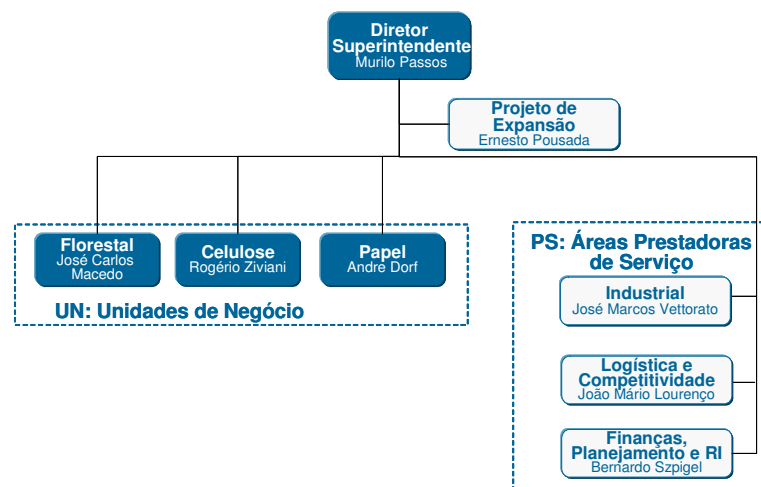 Diretor
Superintendente
Murilo Passos
Projeto de
Expansão
Ernesto Pousada
Florestal
José Carlos
Macedo
Celulose
Rogério Ziviani
Papel
Andre Dorf
UN: Unidades de Negócio
PS: Áreas Prestadoras
de Serviço
Industrial
José Marcos Vettorato
Logística e
Competitividade
João Mário Lourenço
Finanças,
Planejamento e RI
Bernardo Szpigel